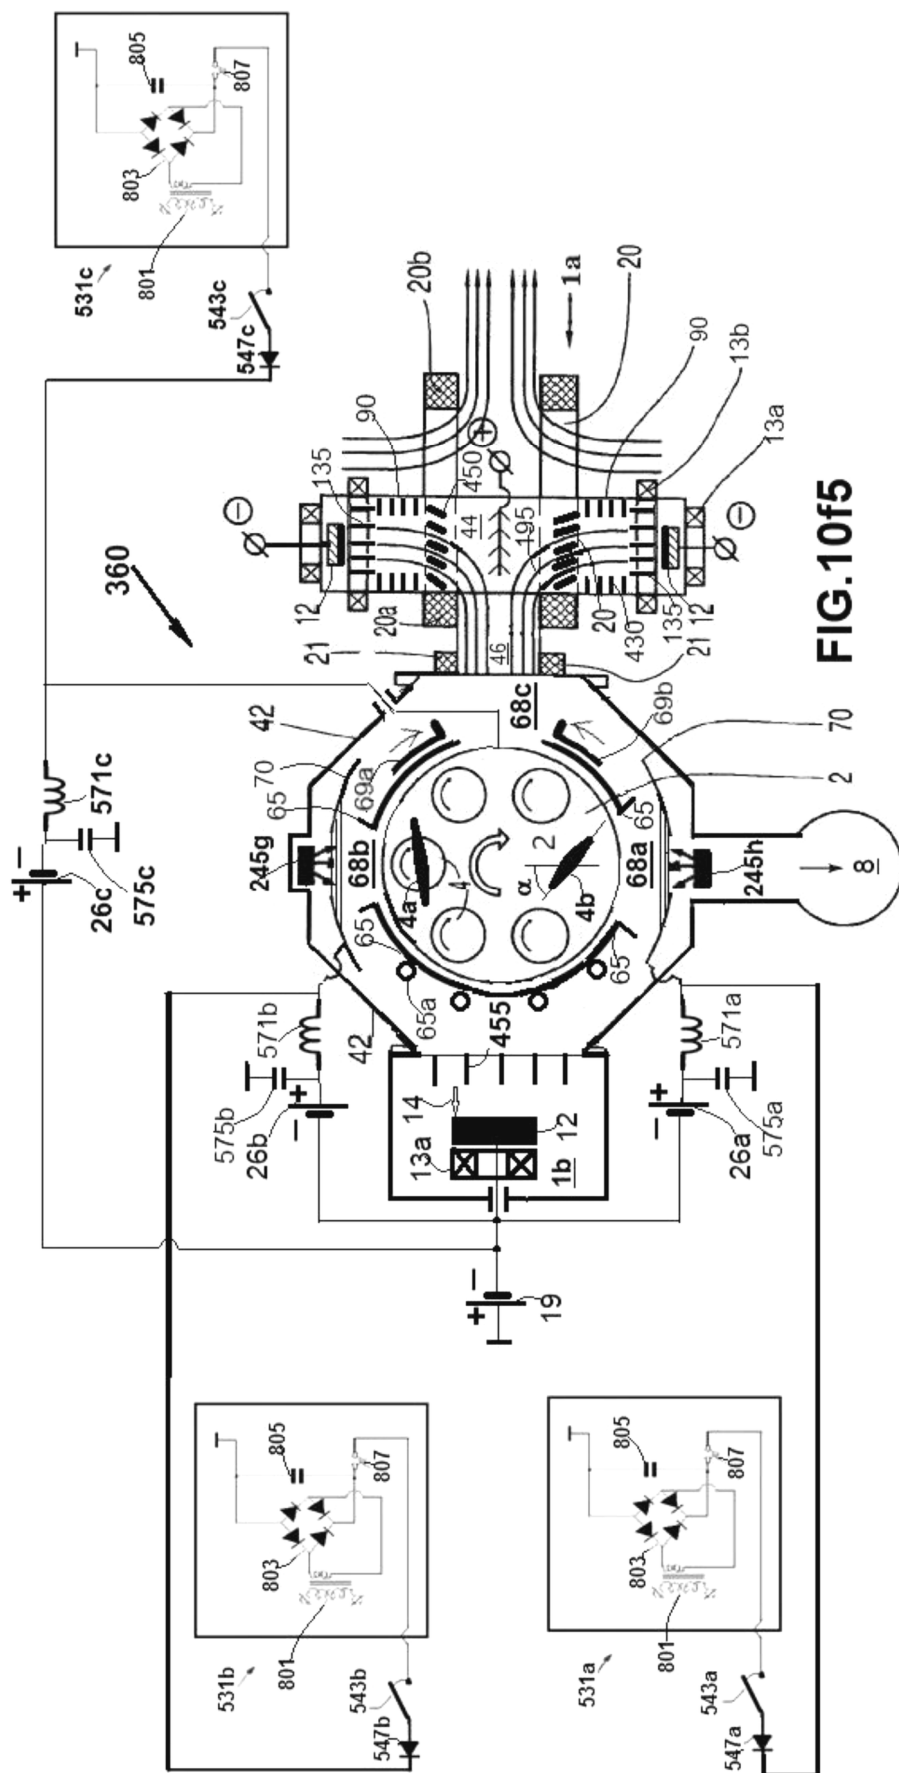 805
807
803
801
531c
543c
547c
360
571c
575c
26c
+
−
20b
1a
20
90
13b
13a
135
450
44
195
12
20a
20
430
135
12
90
+
−
−
21
46
21
42
70
65
69a
68c
69b
245g
68b
4a
4
2
α
4b
65
68a
70
2
245h
8
65
65a
65
571b
42
455
571a
575b
26b
+
−
14
12
13a
1b
26a
575a
+
−
19
+
−
805
807
803
801
531b
543b
547b
805
807
803
801
531a
543a
547a
FIG.10f5